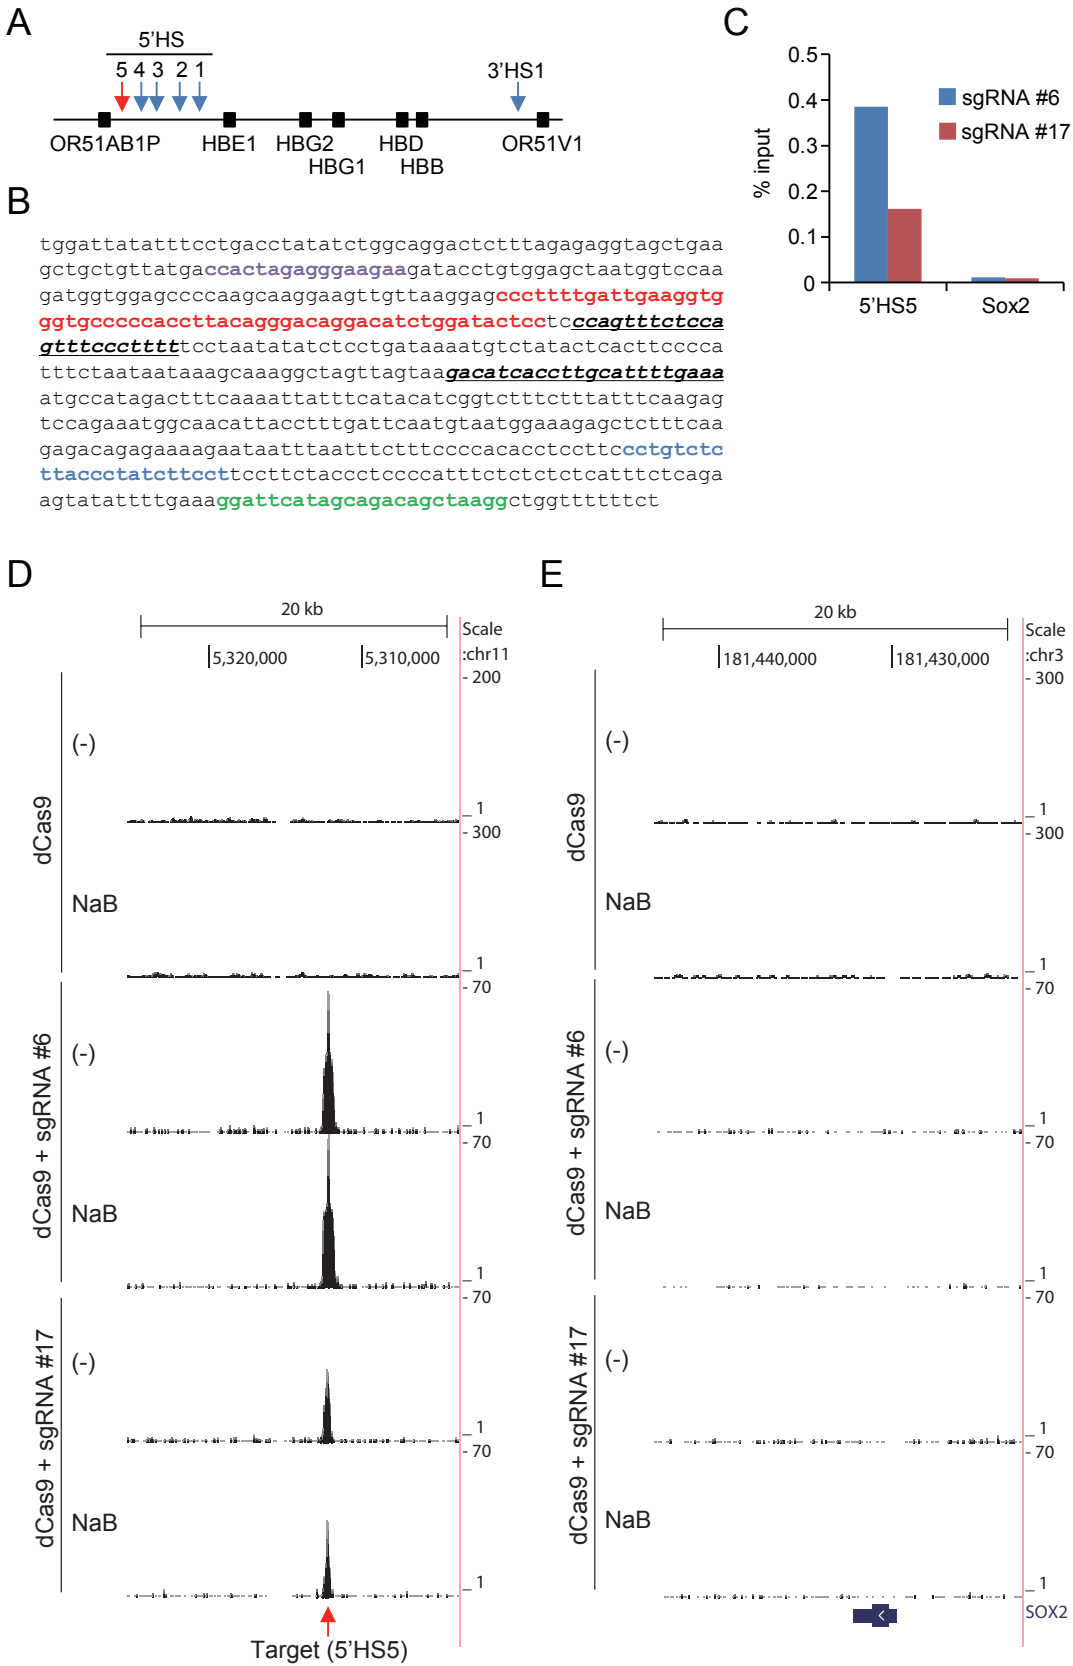 A
5'HS
5 4 3 2 1
3'HS1
OR51AB1P
HBE1
HBG2
HBG1
HBD
HBB
OR51V1
B
tggattatatttcctgacctatatctggcaggactctttagagaggtagctgaa
gctgctgttatgaccactagagggaagaagatacctgtggagctaatggtccaa
gatggtggagccccaagcaaggaagttgttaaggagcccttttgattgaaggtg
ggtgcccccaccttacagggacaggacatctggatactcctcccagtttctcca
gtttccctttttcctaatatatctcctgataaaatgtctatactcacttcccca
tttctaataataaagcaaaggctagttagtaagacatcaccttgcattttgaaa
atgccatagactttcaaaattatttcatacatcggtctttctttatttcaagag
tccagaaatggcaacattacctttgattcaatgtaatggaaagagctctttcaa
gagacagagaaaagaataatttaatttctttccccacacctccttccctgtctc
ttaccctatcttccttccttctaccctccccatttctctctctcatttctcaga
agtatattttgaaaggattcatagcagacagctaaggctggttttttct
C
% input
0.5
0.4
0.3
0.2
0.1
0
sgRNA #6
sgRNA #17
5'HS5
Sox2
D
20 kb
Scale
5,320,000
5,310,000
:chr11
- 200
dCas9
(-)
1
- 300
NaB
1
- 70
dCas9 + sgRNA #6
(-)
1
- 70
NaB
1
- 70
dCas9 + sgRNA #17
(-)
1
- 70
NaB
1
Target (5'HS5)
E
20 kb
Scale
181,440,000
181,430,000
:chr3
- 300
dCas9
(-)
1
- 300
NaB
1
- 70
dCas9 + sgRNA #6
(-)
1
- 70
NaB
1
- 70
dCas9 + sgRNA #17
(-)
1
- 70
NaB
1
SOX2